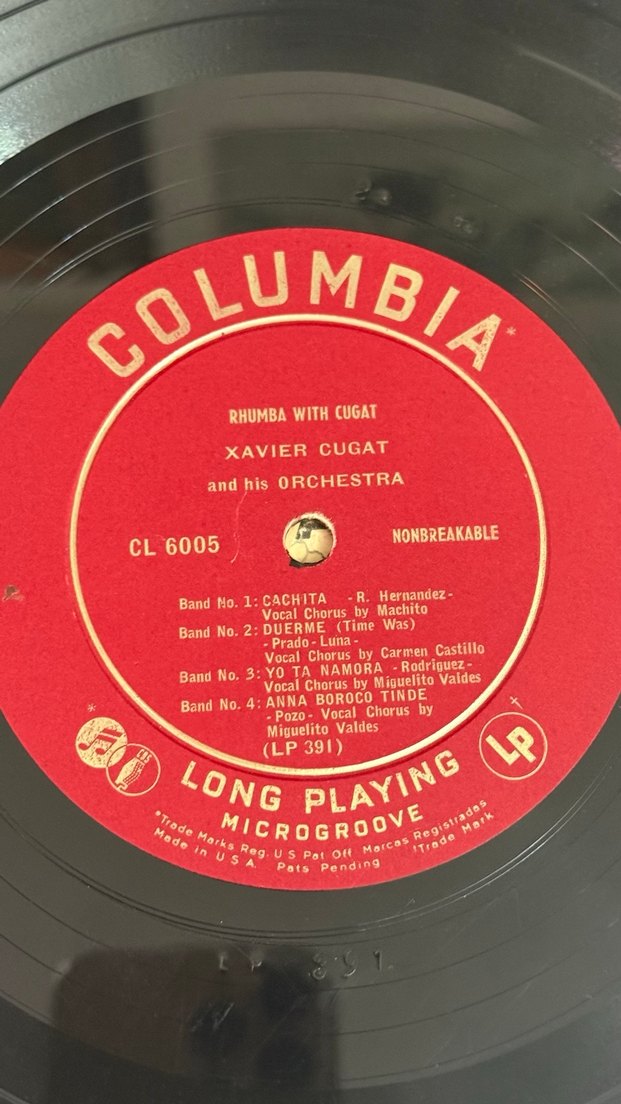 COLUMBIA*
RHUMBA WITH CUGAT
XAVIER CUGAT
and his ORCHESTRA
CL 6005
NONBREAKABLE
Band No. 1: CACHITA -R. Hernandez-
Vocal Chorus by Machito
Band No. 2: DUERME (Time Was)
-Prado-Luna-
Vocal Chorus by Carmen Castillo
Band No. 3: YO TA NAMORA -Rodriguez-
Vocal Chorus by Miguelito Valdes
Band No. 4: ANNA BOROCO TINDE
-Pozo- Vocal Chorus by
Miguelito Valdes
(LP 391)
* CBS
† LP
LONG PLAYING
MICROGROOVE
*Trade Marks Reg. U S Pat Off Marcas Registradas
Made in U S A Pats Pending †Trade Mark